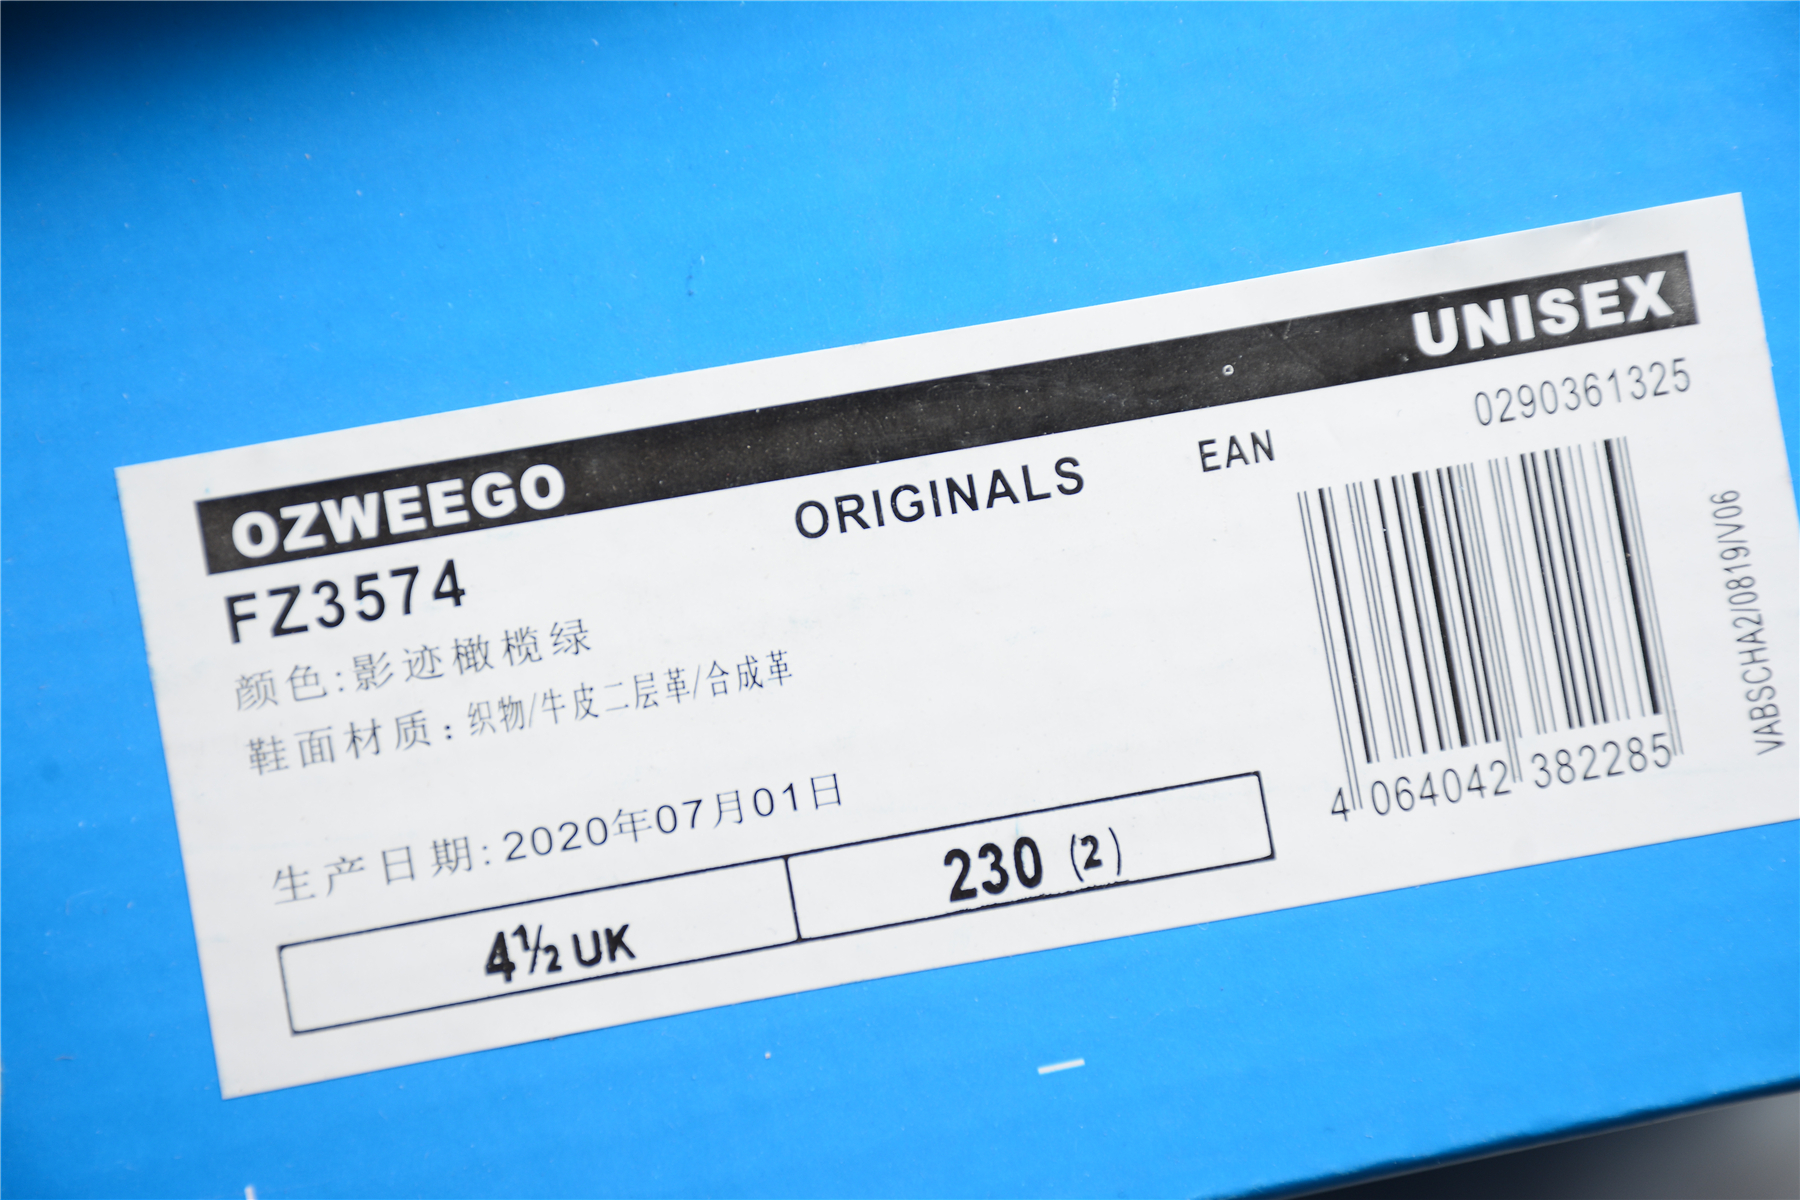 OZWEEGO
UNISEX
FZ3574
ORIGINALS
EAN
0290361325
颜色:影迹橄榄绿
鞋面材质:织物/牛皮二层革/合成革
生产日期:2020年07月01日
4½ UK
230 (2)
4 064042 382285
VABSCHA2/0819/V06